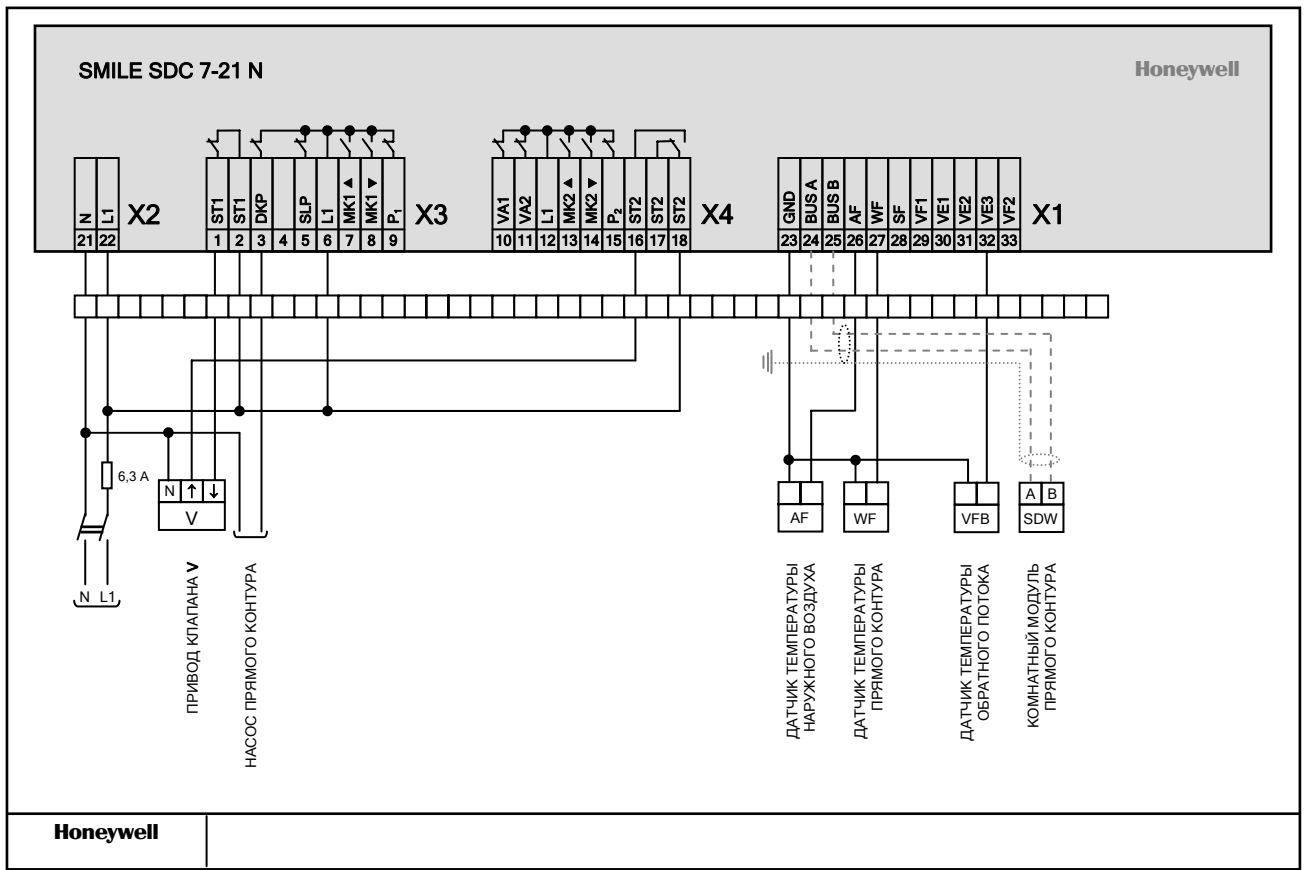 SMILE SDC 7-21 N
Honeywell
N
L1
X2
ST1
ST1
DKP
SLP
L1
MK1 ▲
MK1 ▼
P1
X3
VA1
VA2
L1
MK2 ▲
MK2 ▼
P2
ST2
ST2
ST2
X4
GND
BUS A
BUS B
AF
WF
SF
VF1
VE1
VE2
VE3
VF2
X1
21 22
1 2 3 4 5 6 7 8 9
10 11 12 13 14 15 16 17 18
23 24 25 26 27 28 29 30 31 32 33
6,3 A
N ↑ ↓
V
AF
WF
VFB
A B
SDW
N L1
ПРИВОД КЛАПАНА V
НАСОС ПРЯМОГО КОНТУРА
ДАТЧИК ТЕМПЕРАТУРЫ
НАРУЖНОГО ВОЗДУХА
ДАТЧИК ТЕМПЕРАТУРЫ
ПРЯМОГО КОНТУРА
ДАТЧИК ТЕМПЕРАТУРЫ
ОБРАТНОГО ПОТОКА
КОМНАТНЫЙ МОДУЛЬ
ПРЯМОГО КОНТУРА
Honeywell